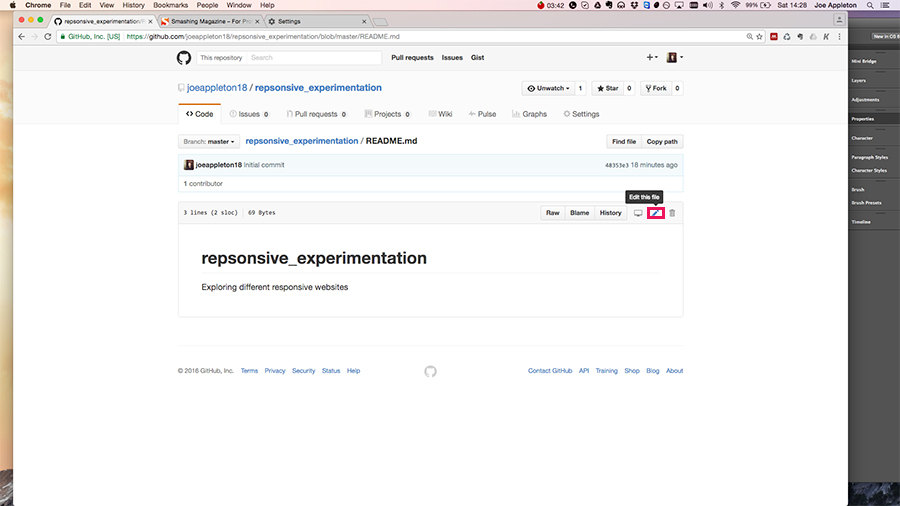 Chrome File Edit View History Bookmarks People Window Help 03:42 99% Sat 14:28 Joe Appleton
joeappleton18/repsonsive_experimentation Smashing Magazine – For Pro Settings
GitHub, Inc. [US] https://github.com/joeappleton18/repsonsive_experimentation/blob/master/README.md
New in CS 6
This repository Search Pull requests Issues Gist
Mini Bridge
Layers
joeappleton18 / repsonsive_experimentation Unwatch 1 Star 0 Fork 0
Adjustments
Code Issues 0 Pull requests 0 Projects 0 Wiki Pulse Graphs Settings
Properties
Character
Branch: master repsonsive_experimentation / README.md Find file Copy path
Paragraph Styles
joeappleton18 Initial commit 48353e3 18 minutes ago
Character Styles
1 contributor
Brush
Edit this file
Brush Presets
3 lines (2 sloc) 69 Bytes Raw Blame History
Timeline
repsonsive_experimentation
Exploring different responsive websites
© 2016 GitHub, Inc. Terms Privacy Security Status Help Contact GitHub API Training Shop Blog About